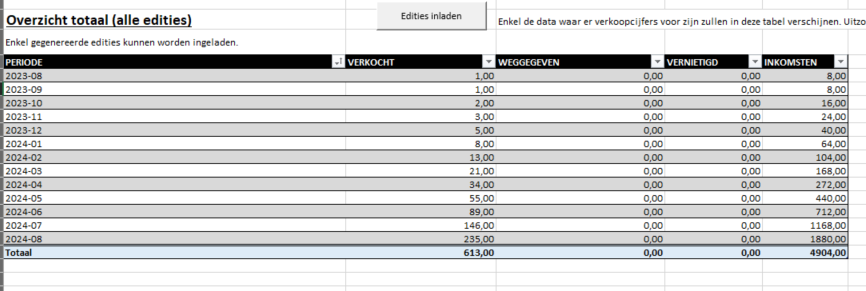 Overzicht totaal (alle edities)
Edities inladen
Enkel de data waar er verkoopcijfers voor zijn zullen in deze tabel verschijnen. Uitzo
Enkel gegenereerde edities kunnen worden ingeladen.
PERIODE VERKOCHT WEGGEGEVEN VERNIETIGD INKOMSTEN
2023-08 1,00 0,00 0,00 8,00
2023-09 1,00 0,00 0,00 8,00
2023-10 2,00 0,00 0,00 16,00
2023-11 3,00 0,00 0,00 24,00
2023-12 5,00 0,00 0,00 40,00
2024-01 8,00 0,00 0,00 64,00
2024-02 13,00 0,00 0,00 104,00
2024-03 21,00 0,00 0,00 168,00
2024-04 34,00 0,00 0,00 272,00
2024-05 55,00 0,00 0,00 440,00
2024-06 89,00 0,00 0,00 712,00
2024-07 146,00 0,00 0,00 1168,00
2024-08 235,00 0,00 0,00 1880,00
Totaal 613,00 0,00 0,00 4904,00